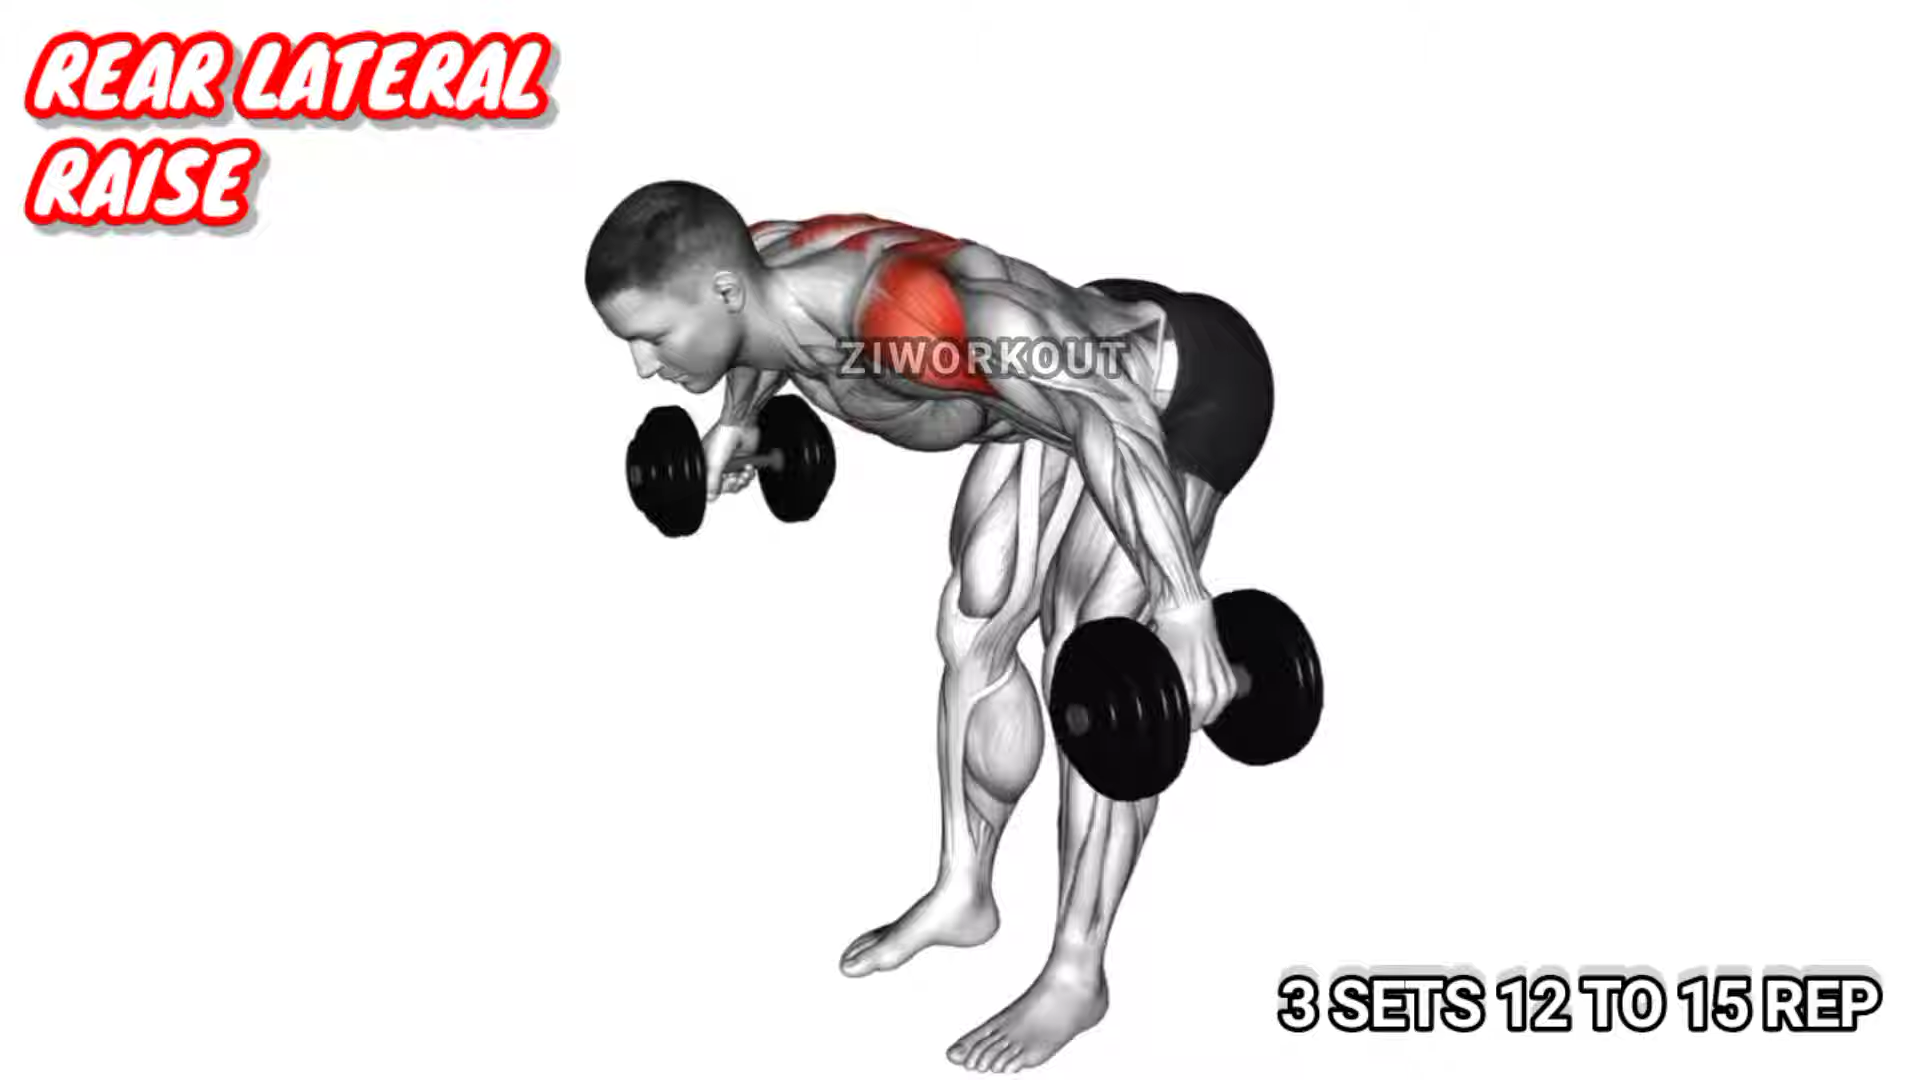 REAR LATERAL
RAISE
ZIWORKOUT
3 SETS 12 TO 15 REP